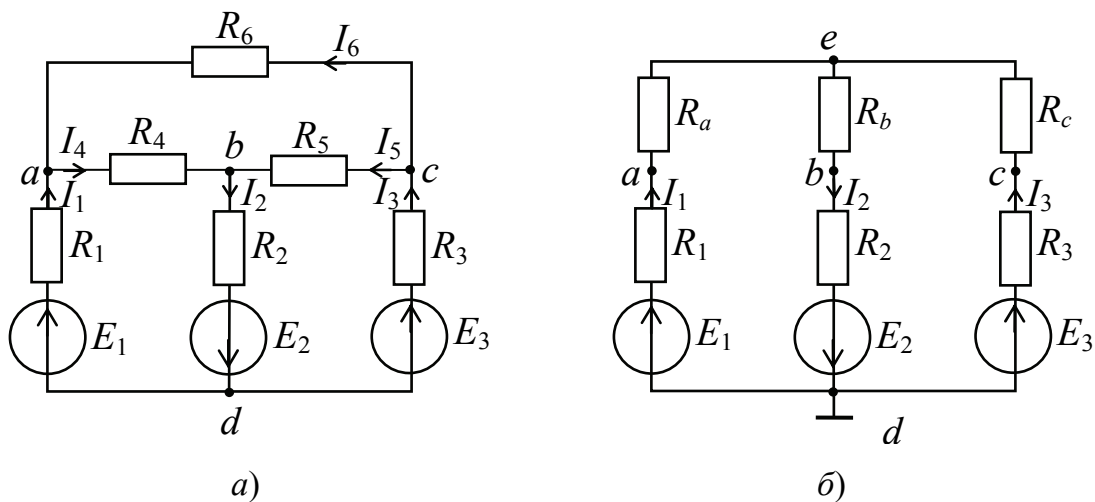 R6 I6
I4 R4 b R5 I5
a c
I1 I2 I3
R1 R2 R3
E1 E2 E3
d
а)
e
Ra Rb Rc
a b c
I1 I2 I3
R1 R2 R3
E1 E2 E3
d
б)